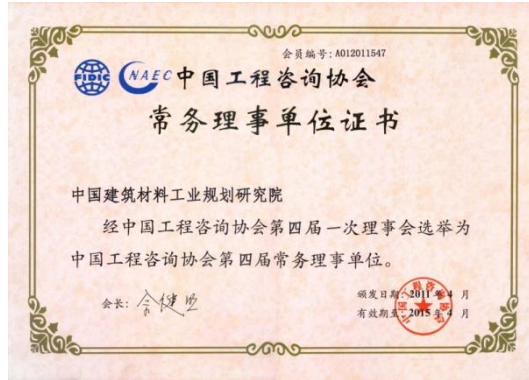 会员编号:A012011547
FIDIC NAEC 中国工程咨询协会
常务理事单位证书
中国建筑材料工业规划研究院
经中国工程咨询协会第四届一次理事会选举为
中国工程咨询协会第四届常务理事单位。
会长:
颁发日期:2011年4月
有效期至:2015年4月